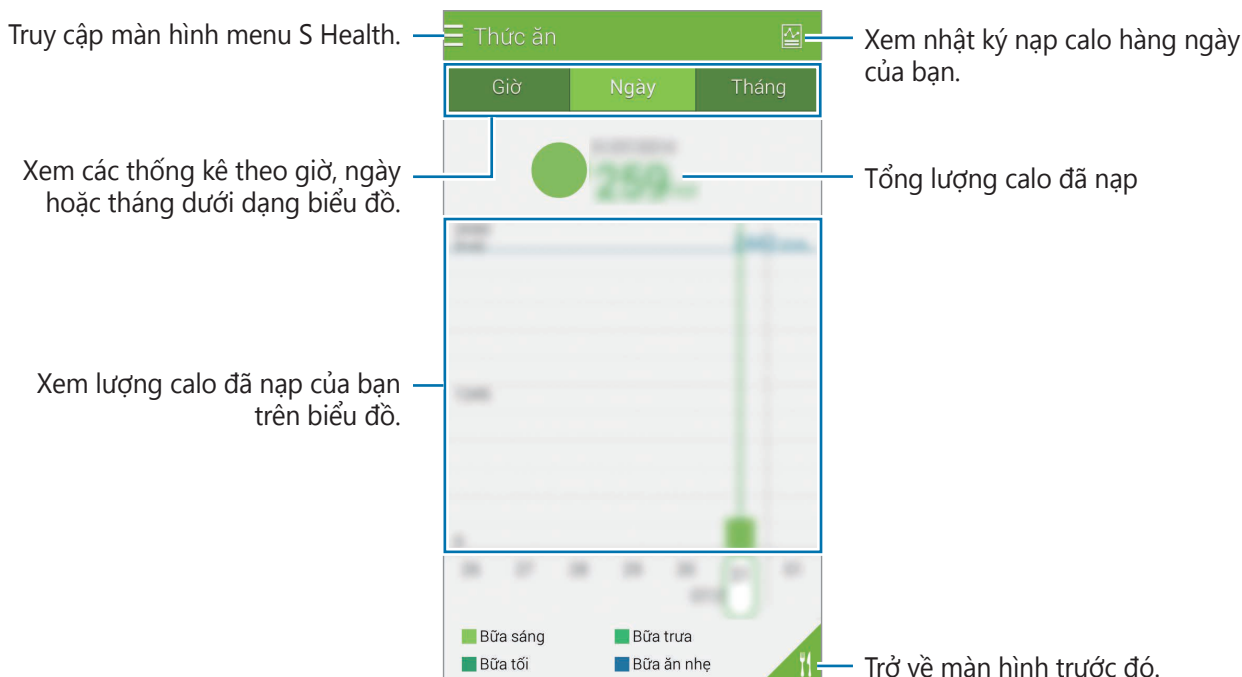 Truy cập màn hình menu S Health.
Thức ăn
Xem nhật ký nạp calo hàng ngày
của bạn.
Giờ
Ngày
Tháng
Xem các thống kê theo giờ, ngày
hoặc tháng dưới dạng biểu đồ.
259
Tổng lượng calo đã nạp
Xem lượng calo đã nạp của bạn
trên biểu đồ.
Bữa sáng
Bữa trưa
Bữa tối
Bữa ăn nhẹ
Trở về màn hình trước đó.